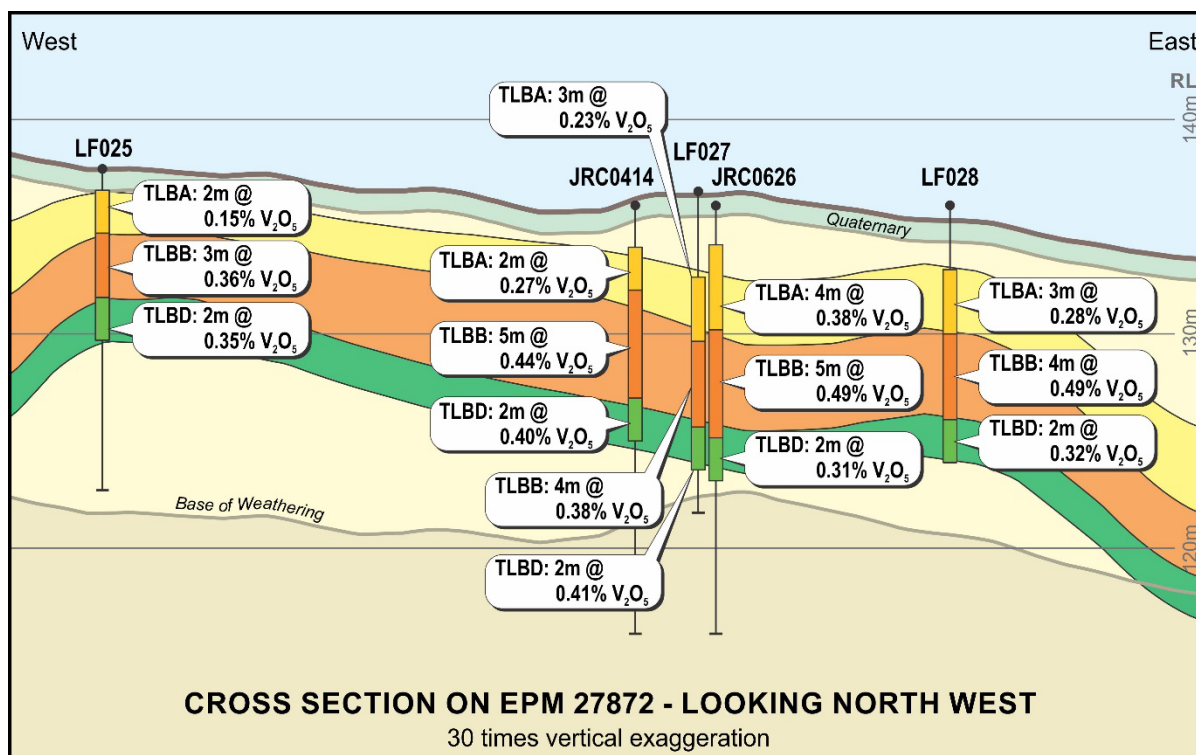 West
East
RL
140m
TLBA: 3m @
0.23% V₂O₅
LF025
LF027
JRC0414
JRC0626
LF028
TLBA: 2m @
0.15% V₂O₅
Quaternary
TLBB: 3m @
0.36% V₂O₅
TLBA: 2m @
0.27% V₂O₅
TLBA: 4m @
0.38% V₂O₅
TLBA: 3m @
0.28% V₂O₅
TLBD: 2m @
0.35% V₂O₅
130m
TLBB: 5m @
0.44% V₂O₅
TLBB: 5m @
0.49% V₂O₅
TLBB: 4m @
0.49% V₂O₅
TLBD: 2m @
0.40% V₂O₅
TLBD: 2m @
0.31% V₂O₅
TLBD: 2m @
0.32% V₂O₅
TLBB: 4m @
0.38% V₂O₅
Base of Weathering
120m
TLBD: 2m @
0.41% V₂O₅
CROSS SECTION ON EPM 27872 - LOOKING NORTH WEST
30 times vertical exaggeration